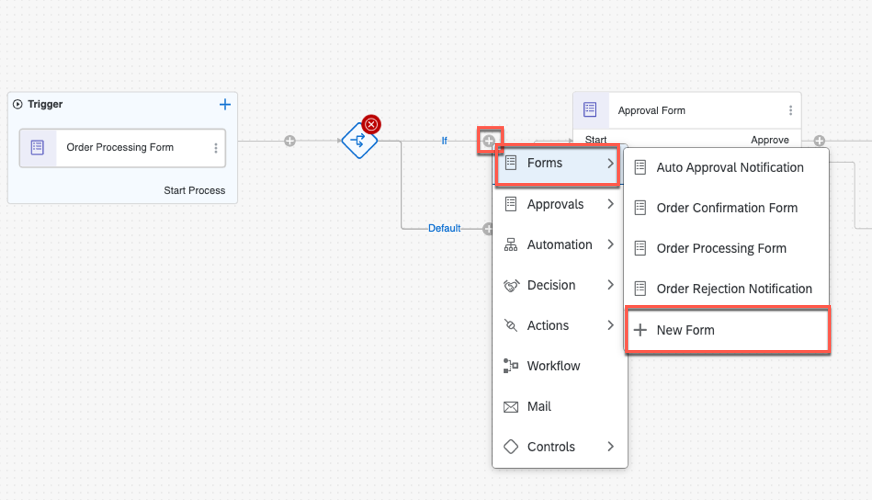 Trigger
Order Processing Form
Start Process
If
Default
Approval Form
Start
Approve
Forms
Approvals
Automation
Decision
Actions
Workflow
Mail
Controls
Auto Approval Notification
Order Confirmation Form
Order Processing Form
Order Rejection Notification
New Form